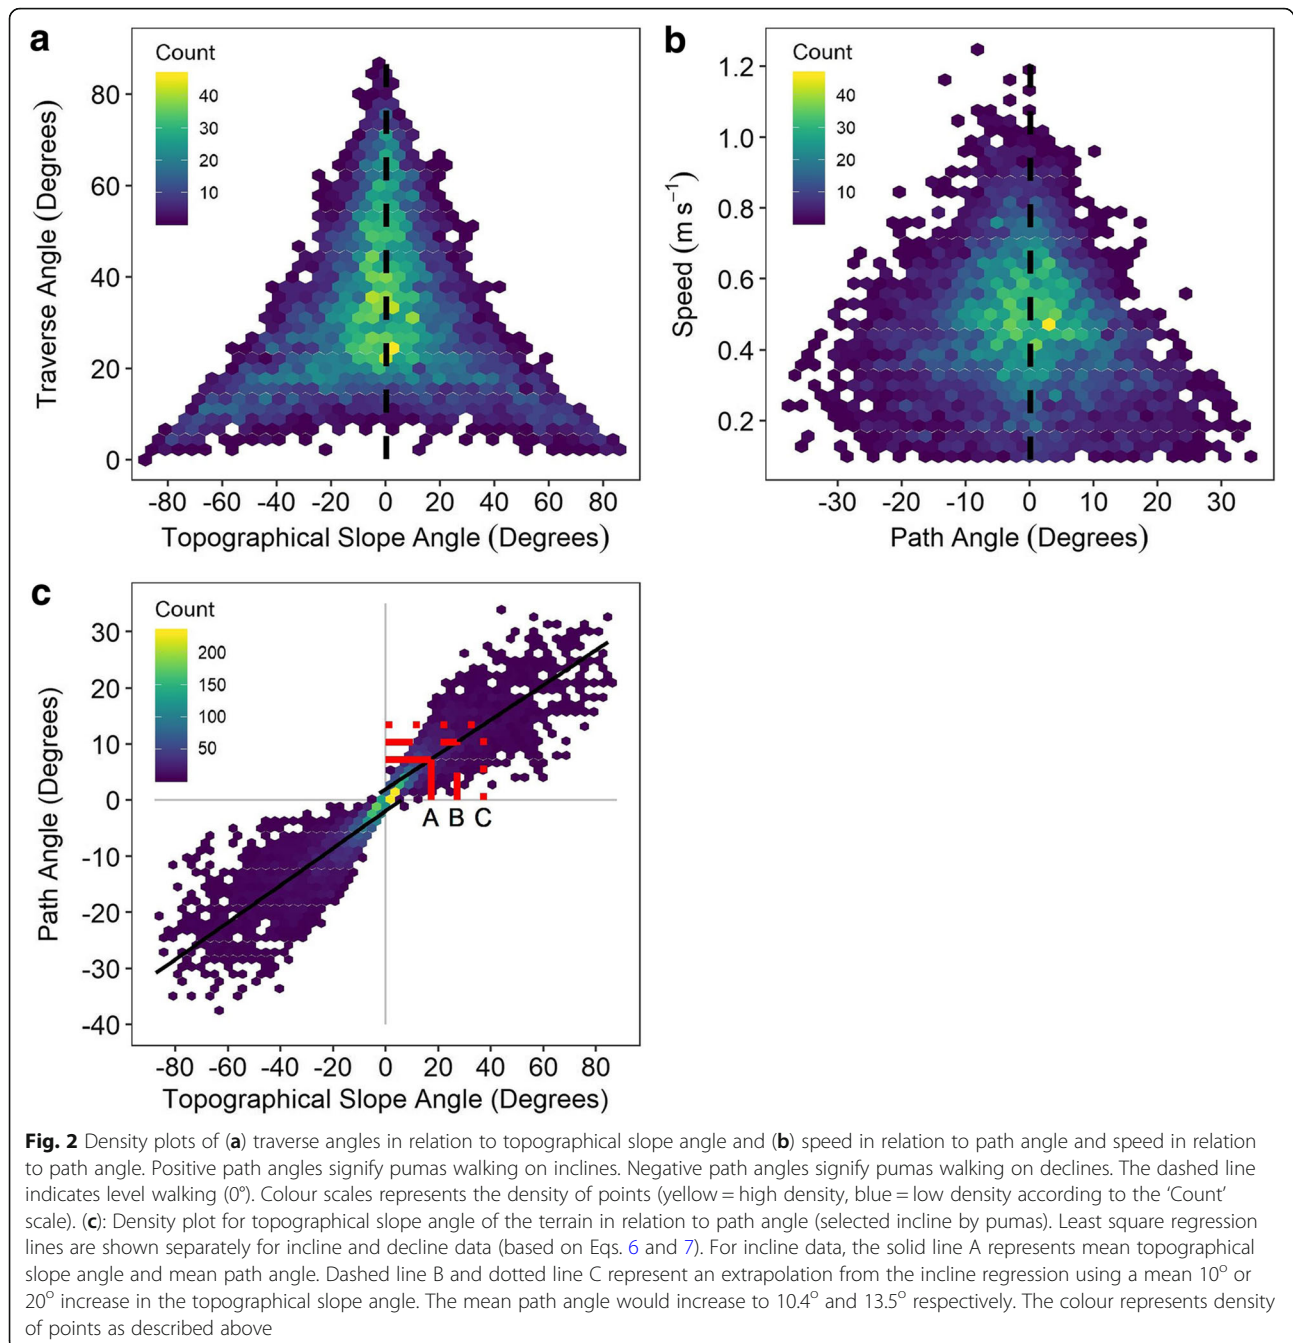 a
Count
40
30
20
10
80
60
40
20
0
Traverse Angle (Degrees)
-80 -60 -40 -20 0 20 40 60 80
Topographical Slope Angle (Degrees)
b
Count
40
30
20
10
1.2
1.0
0.8
0.6
0.4
0.2
Speed (m s⁻¹)
-30 -20 -10 0 10 20 30
Path Angle (Degrees)
c
Count
200
150
100
50
30
20
10
0
-10
-20
-30
-40
Path Angle (Degrees)
A B C
-80 -60 -40 -20 0 20 40 60 80
Topographical Slope Angle (Degrees)
Fig. 2 Density plots of (a) traverse angles in relation to topographical slope angle and (b) speed in relation to path angle and speed in relation
to path angle. Positive path angles signify pumas walking on inclines. Negative path angles signify pumas walking on declines. The dashed line
indicates level walking (0°). Colour scales represents the density of points (yellow = high density, blue = low density according to the ‘Count’
scale). (c): Density plot for topographical slope angle of the terrain in relation to path angle (selected incline by pumas). Least square regression
lines are shown separately for incline and decline data (based on Eqs. 6 and 7). For incline data, the solid line A represents mean topographical
slope angle and mean path angle. Dashed line B and dotted line C represent an extrapolation from the incline regression using a mean 10° or
20° increase in the topographical slope angle. The mean path angle would increase to 10.4° and 13.5° respectively. The colour represents density
of points as described above